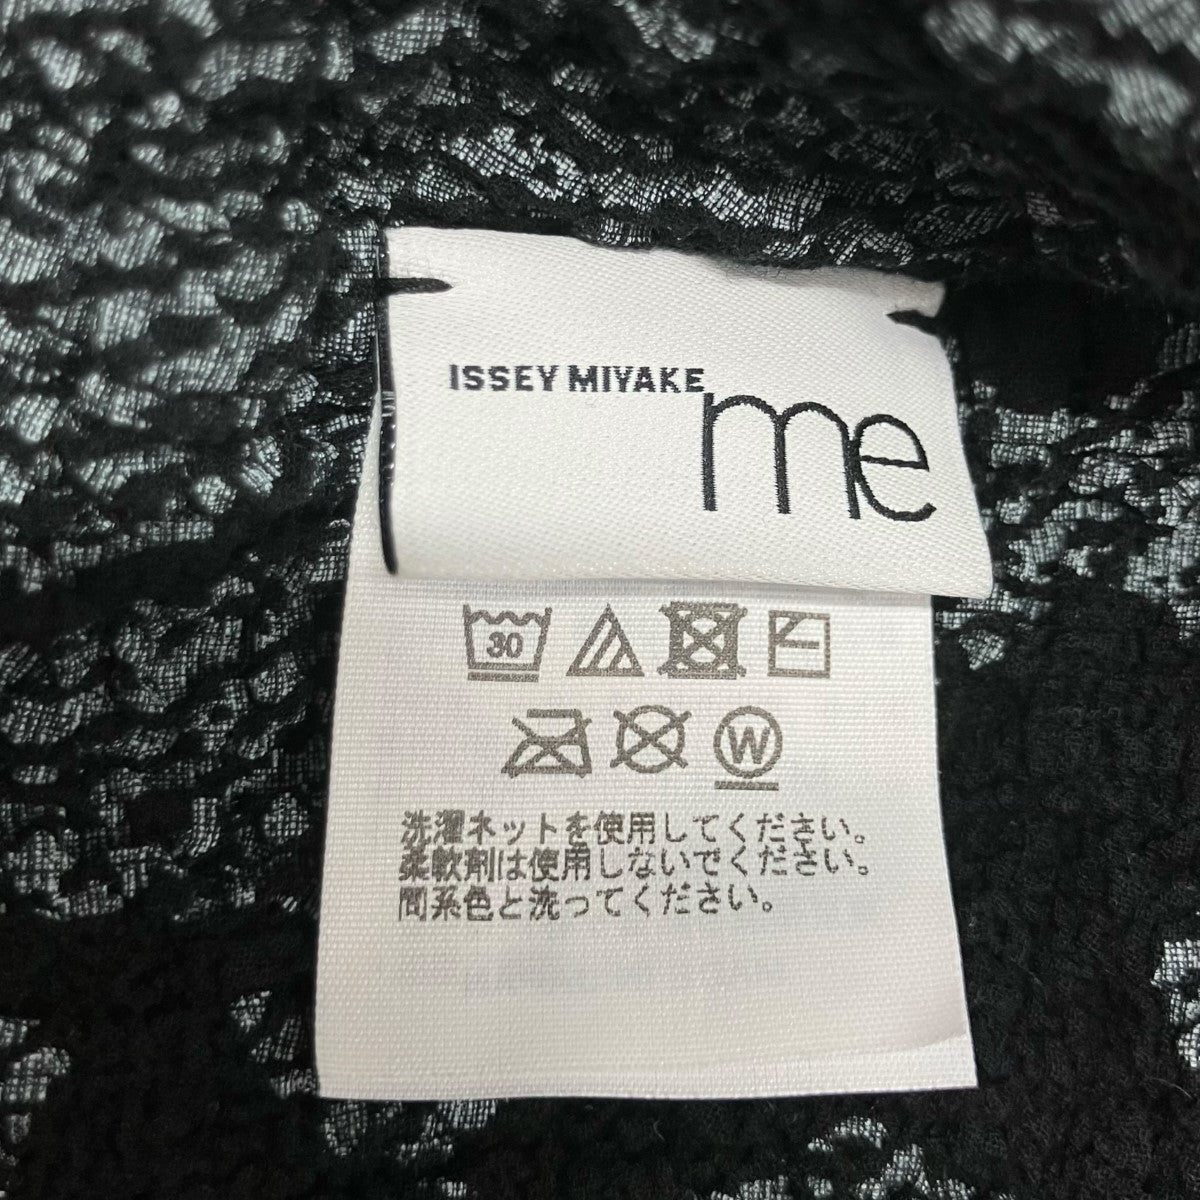 ISSEY MIYAKE
me
30
W
洗濯ネットを使用してください。
柔軟剤は使用しないでください。
同系色と洗ってください。